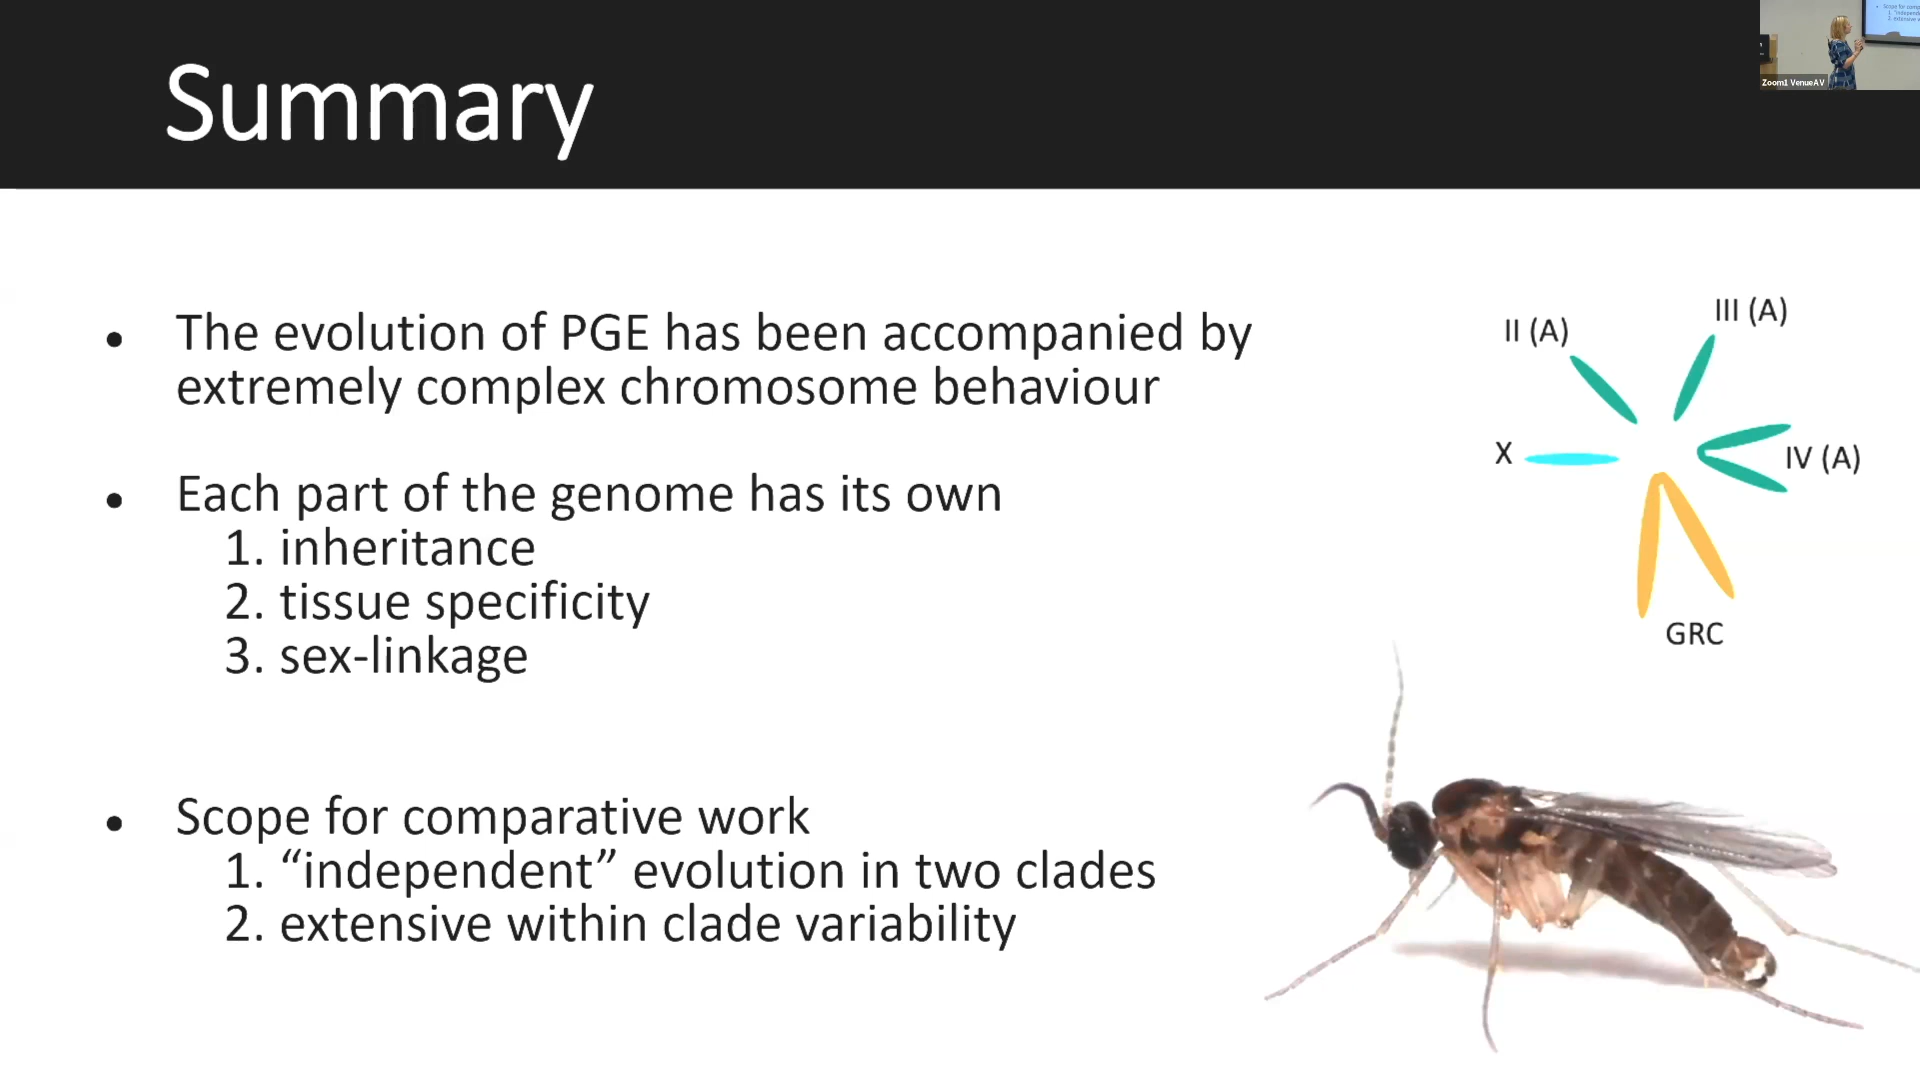 Summary
Zoom1 VenueAV
• The evolution of PGE has been accompanied by
extremely complex chromosome behaviour
• Each part of the genome has its own
1. inheritance
2. tissue specificity
3. sex-linkage
• Scope for comparative work
1. “independent” evolution in two clades
2. extensive within clade variability
II (A)
III (A)
X
IV (A)
GRC